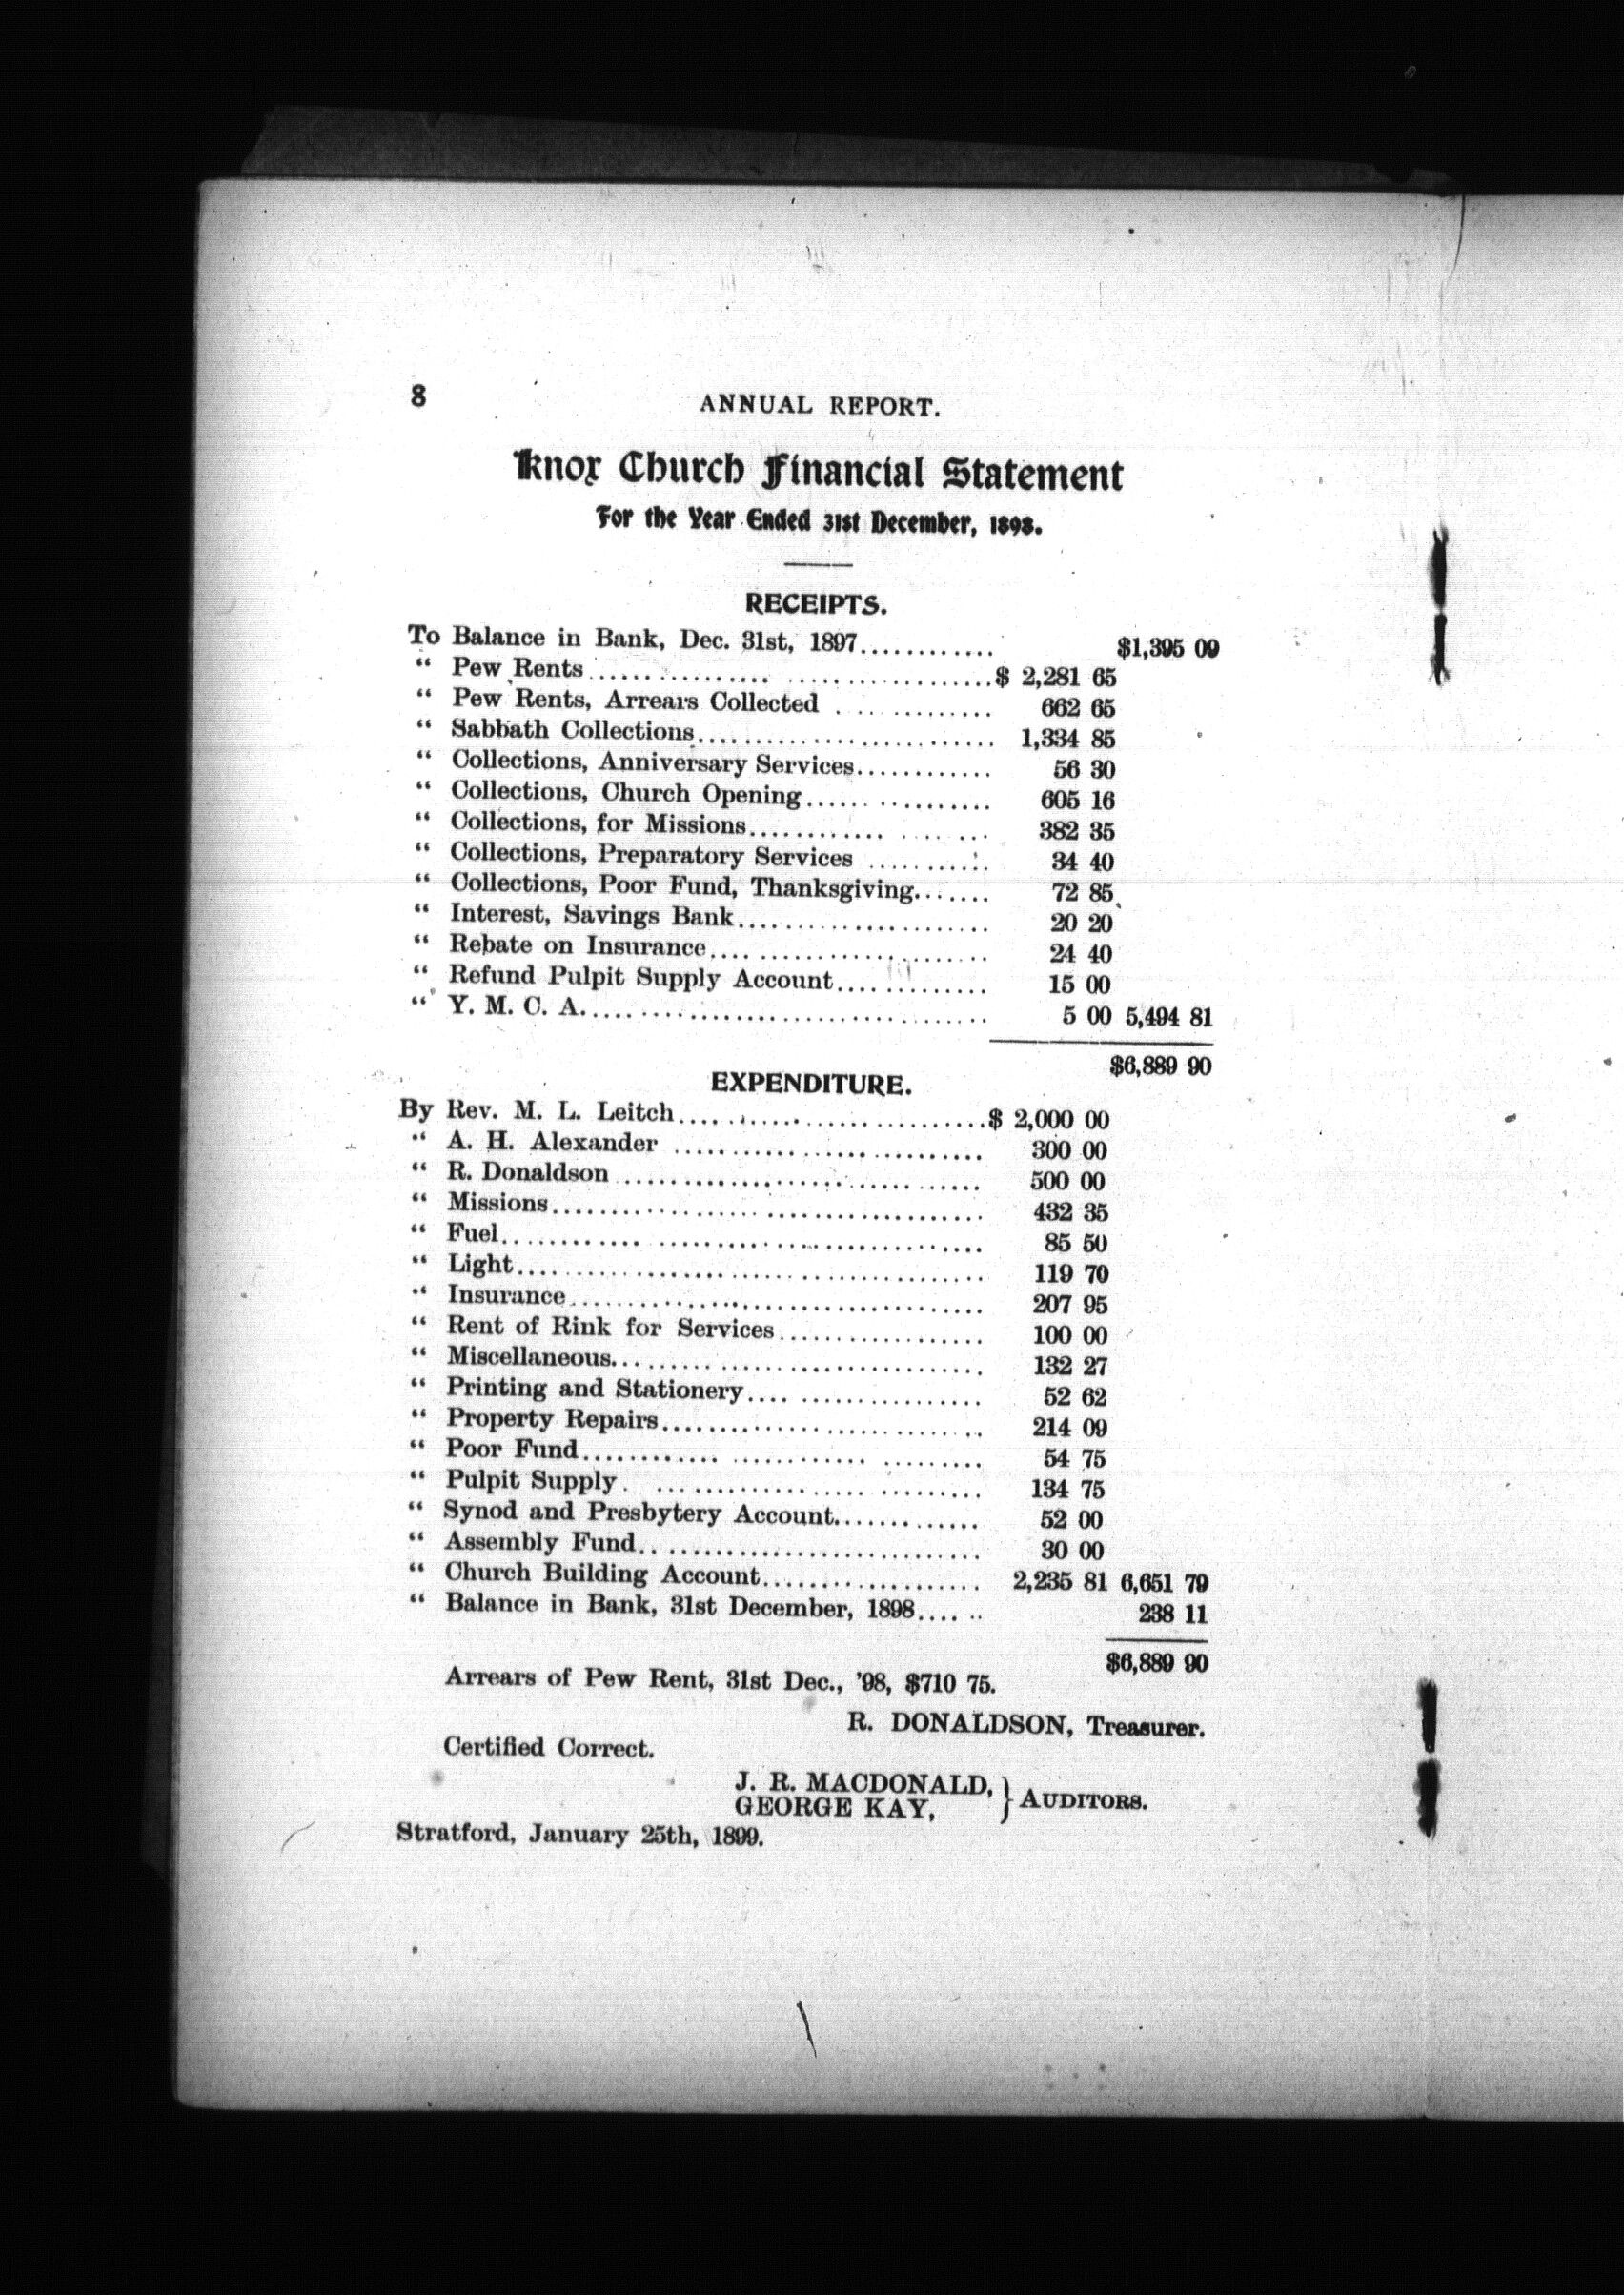 8
ANNUAL REPORT.
Knox Church Financial Statement
For the Year Ended 31st December, 1898.
RECEIPTS.
To Balance in Bank, Dec. 31st, 1897............ $1,395 09
“ Pew Rents.................................$ 2,281 65
“ Pew Rents, Arrears Collected ............. 662 65
“ Sabbath Collections......................... 1,334 85
“ Collections, Anniversary Services............ 56 30
“ Collections, Church Opening................ 605 16
“ Collections, for Missions.................... 382 35
“ Collections, Preparatory Services .......... 34 40
“ Collections, Poor Fund, Thanksgiving....... 72 85
“ Interest, Savings Bank...................... 20 20
“ Rebate on Insurance........................ 24 40
“ Refund Pulpit Supply Account............. 15 00
“ Y. M. C. A.................................. 5 00 5,494 81
$6,889 90
EXPENDITURE.
By Rev. M. L. Leitch..........................$ 2,000 00
“ A. H. Alexander ........................... 300 00
“ R. Donaldson .............................. 500 00
“ Missions.................................... 432 35
“ Fuel........................................ 85 50
“ Light....................................... 119 70
“ Insurance................................... 207 95
“ Rent of Rink for Services.................. 100 00
“ Miscellaneous............................... 132 27
“ Printing and Stationery.................... 52 62
“ Property Repairs........................... 214 09
“ Poor Fund................................. 54 75
“ Pulpit Supply. ............................ 134 75
“ Synod and Presbytery Account............. 52 00
“ Assembly Fund............................. 30 00
“ Church Building Account................... 2,235 81 6,651 79
“ Balance in Bank, 31st December, 1898...... 238 11
$6,889 90
Arrears of Pew Rent, 31st Dec., ’98, $710 75.
R. DONALDSON, Treasurer.
Certified Correct.
J. R. MACDONALD,
GEORGE KAY, } AUDITORS.
Stratford, January 25th, 1899.